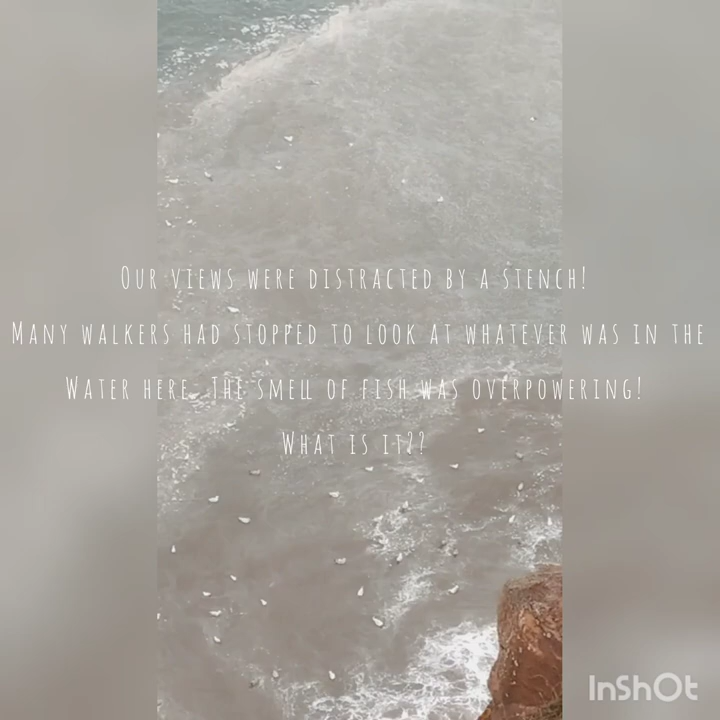 Our views were distracted by a stench!
Many walkers had stopped to look at whatever was in the
Water here. The smell of fish was overpowering!
What is it??
InShOt